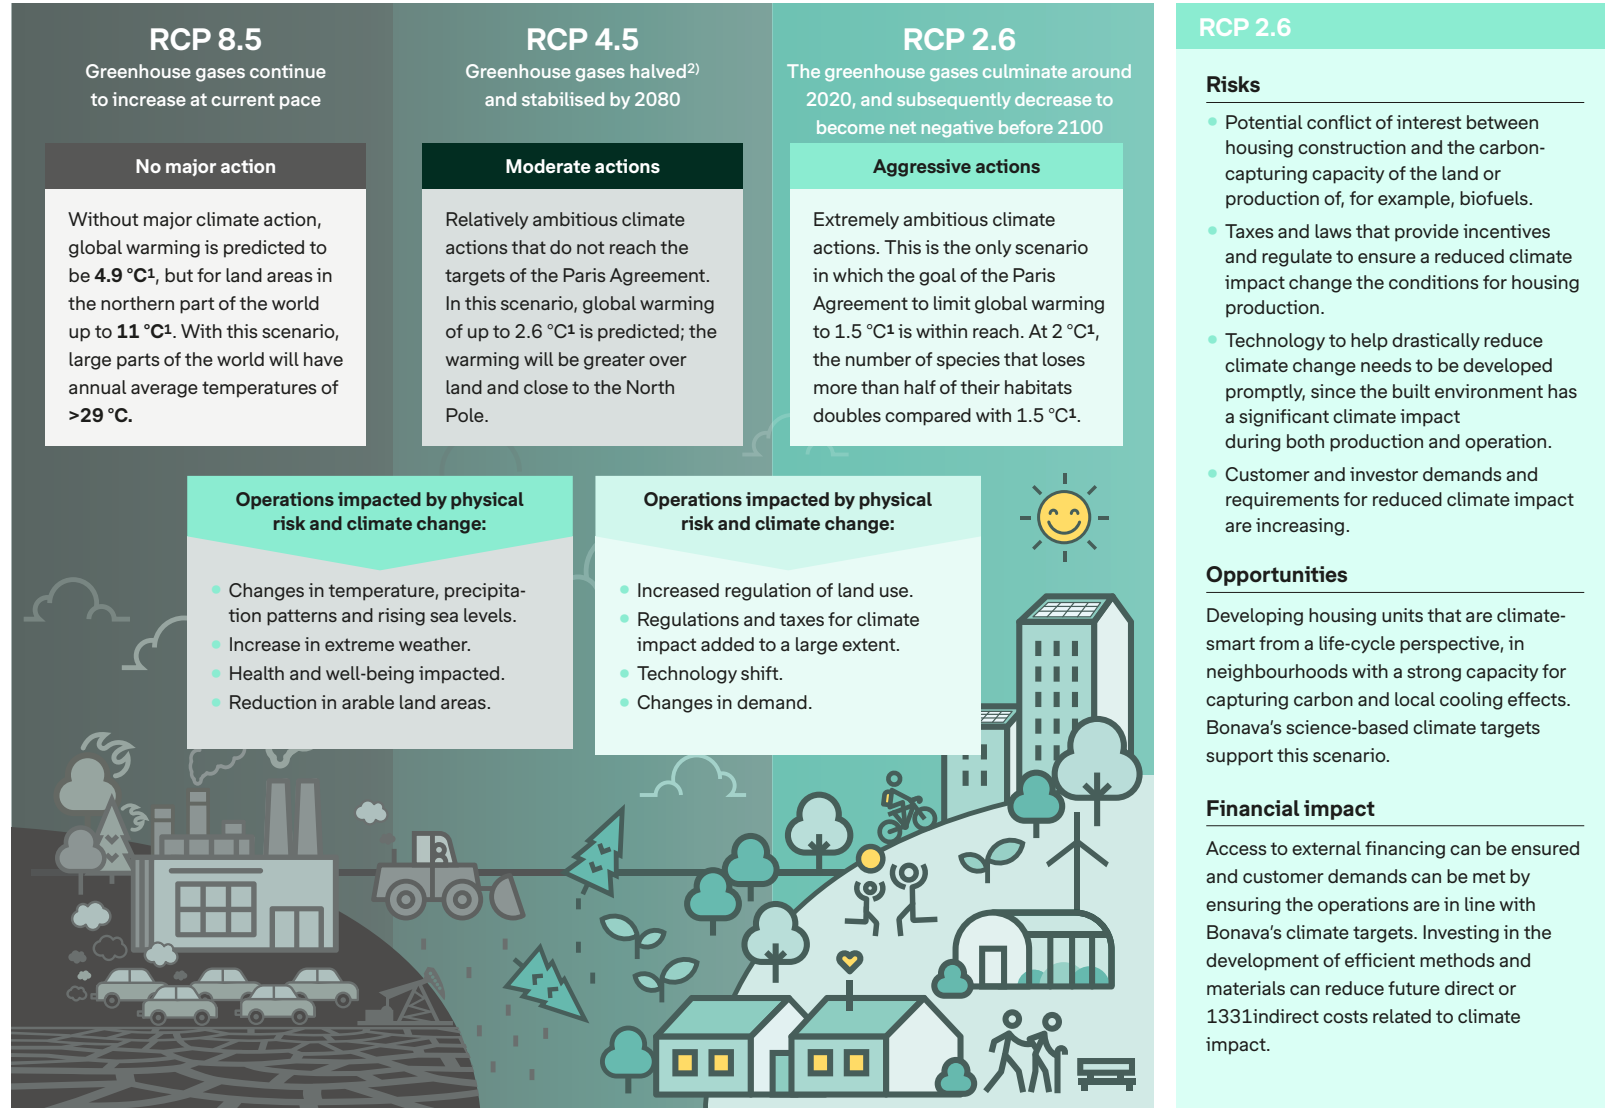 RCP 8.5
Greenhouse gases continue
to increase at current pace
No major action
Without major climate action,
global warming is predicted to
be 4.9 °C¹, but for land areas in
the northern part of the world
up to 11 °C¹. With this scenario,
large parts of the world will have
annual average temperatures of
>29 °C.
RCP 4.5
Greenhouse gases halved²⁾
and stabilised by 2080
Moderate actions
Relatively ambitious climate
actions that do not reach the
targets of the Paris Agreement.
In this scenario, global warming
of up to 2.6 °C¹ is predicted; the
warming will be greater over
land and close to the North
Pole.
RCP 2.6
The greenhouse gases culminate around
2020, and subsequently decrease to
become net negative before 2100
Aggressive actions
Extremely ambitious climate
actions. This is the only scenario
in which the goal of the Paris
Agreement to limit global warming
to 1.5 °C¹ is within reach. At 2 °C¹,
the number of species that loses
more than half of their habitats
doubles compared with 1.5 °C¹.
Operations impacted by physical
risk and climate change:
• Changes in temperature, precipita-
tion patterns and rising sea levels.
• Increase in extreme weather.
• Health and well-being impacted.
• Reduction in arable land areas.
Operations impacted by physical
risk and climate change:
• Increased regulation of land use.
• Regulations and taxes for climate
impact added to a large extent.
• Technology shift.
• Changes in demand.
B
RCP 2.6
Risks
• Potential conflict of interest between
housing construction and the carbon-
capturing capacity of the land or
production of, for example, biofuels.
• Taxes and laws that provide incentives
and regulate to ensure a reduced climate
impact change the conditions for housing
production.
• Technology to help drastically reduce
climate change needs to be developed
promptly, since the built environment has
a significant climate impact
during both production and operation.
• Customer and investor demands and
requirements for reduced climate impact
are increasing.
Opportunities
Developing housing units that are climate-
smart from a life-cycle perspective, in
neighbourhoods with a strong capacity for
capturing carbon and local cooling effects.
Bonava's science-based climate targets
support this scenario.
Financial impact
Access to external financing can be ensured
and customer demands can be met by
ensuring the operations are in line with
Bonava's climate targets. Investing in the
development of efficient methods and
materials can reduce future direct or
1331indirect costs related to climate
impact.